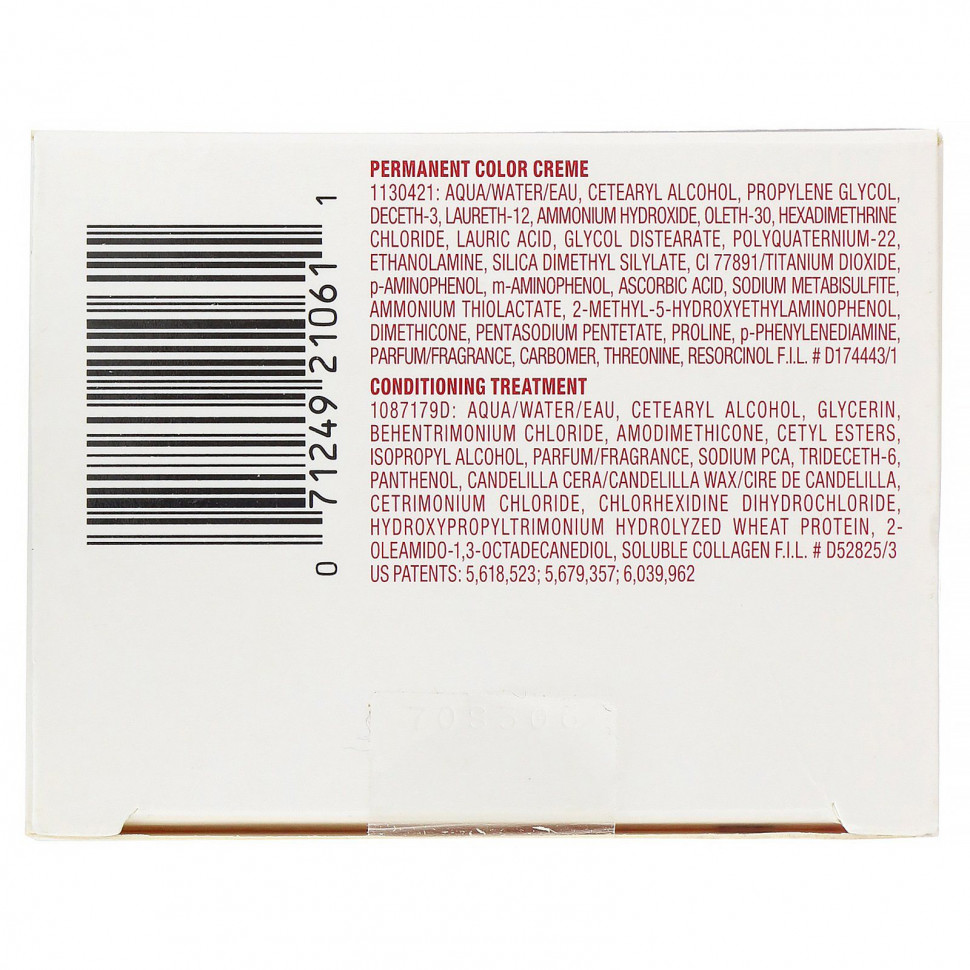 PERMANENT COLOR CREME
1130421: AQUA/WATER/EAU, CETEARYL ALCOHOL, PROPYLENE GLYCOL,
DECETH-3, LAURETH-12, AMMONIUM HYDROXIDE, OLETH-30, HEXADIMETHRINE
CHLORIDE, LAURIC ACID, GLYCOL DISTEARATE, POLYQUATERNIUM-22,
ETHANOLAMINE, SILICA DIMETHYL SILYLATE, CI 77891/TITANIUM DIOXIDE,
p-AMINOPHENOL, m-AMINOPHENOL, ASCORBIC ACID, SODIUM METABISULFITE,
AMMONIUM THIOLACTATE, 2-METHYL-5-HYDROXYETHYLAMINOPHENOL,
DIMETHICONE, PENTASODIUM PENTETATE, PROLINE, p-PHENYLENEDIAMINE,
PARFUM/FRAGRANCE, CARBOMER, THREONINE, RESORCINOL F.I.L. # D174443/1
CONDITIONING TREATMENT
1087179D: AQUA/WATER/EAU, CETEARYL ALCOHOL, GLYCERIN,
BEHENTRIMONIUM CHLORIDE, AMODIMETHICONE, CETYL ESTERS,
ISOPROPYL ALCOHOL, PARFUM/FRAGRANCE, SODIUM PCA, TRIDECETH-6,
PANTHENOL, CANDELILLA CERA/CANDELILLA WAX/CIRE DE CANDELILLA,
CETRIMONIUM CHLORIDE, CHLORHEXIDINE DIHYDROCHLORIDE,
HYDROXYPROPYLTRIMONIUM HYDROLYZED WHEAT PROTEIN, 2-
OLEAMIDO-1,3-OCTADECANEDIOL, SOLUBLE COLLAGEN F.I.L. # D52825/3
US PATENTS: 5,618,523; 5,679,357; 6,039,962
0 71249 21061 1